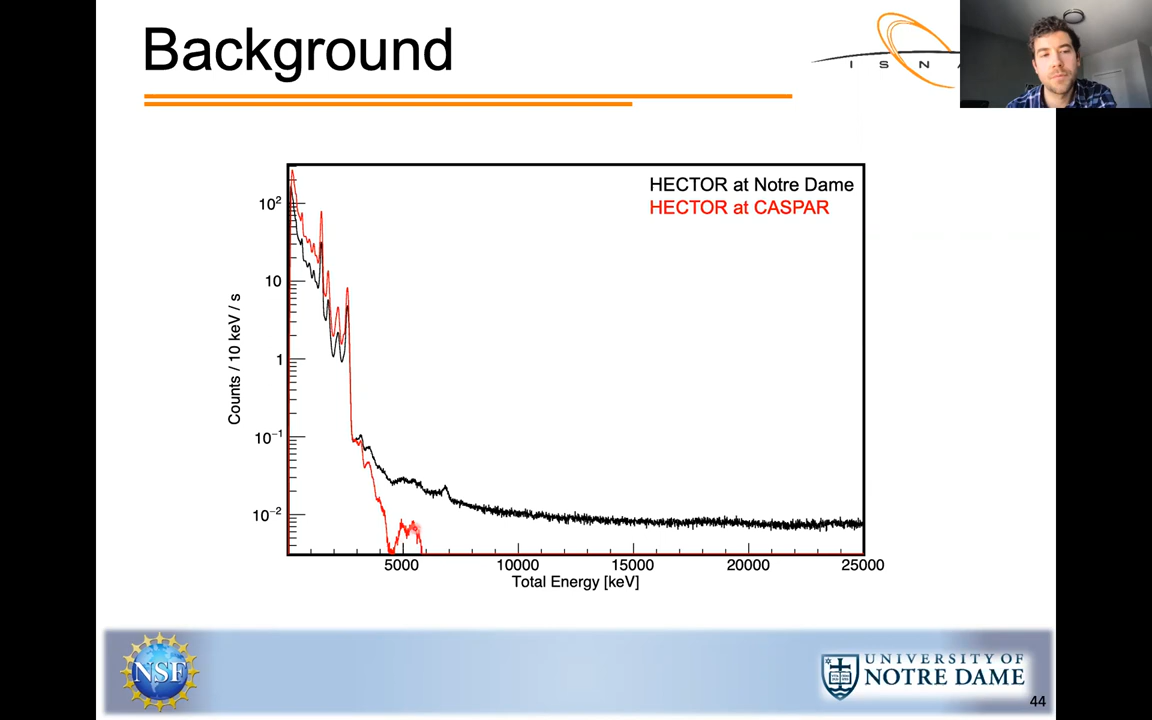 Background
ISNA
HECTOR at Notre Dame
HECTOR at CASPAR
10²
10
1
10⁻¹
10⁻²
Counts / 10 keV / s
5000 10000 15000 20000 25000
Total Energy [keV]
NSF
UNIVERSITY OF
NOTRE DAME
44